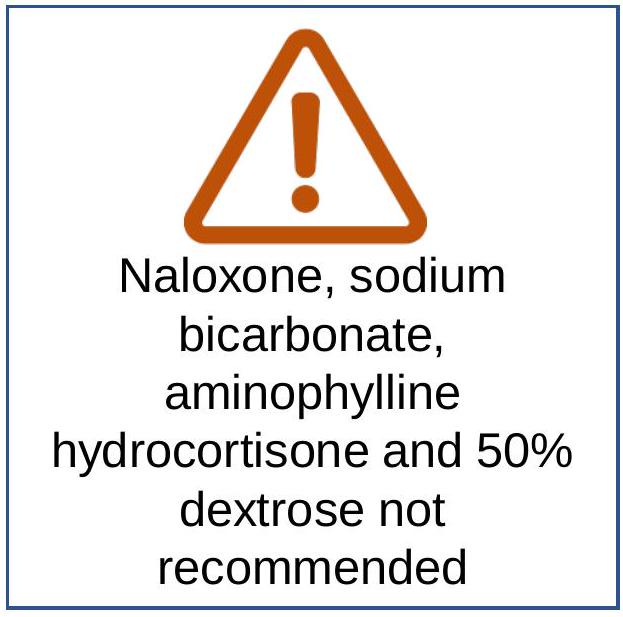 Naloxone, sodium
bicarbonate,
aminophylline
hydrocortisone and 50%
dextrose not
recommended